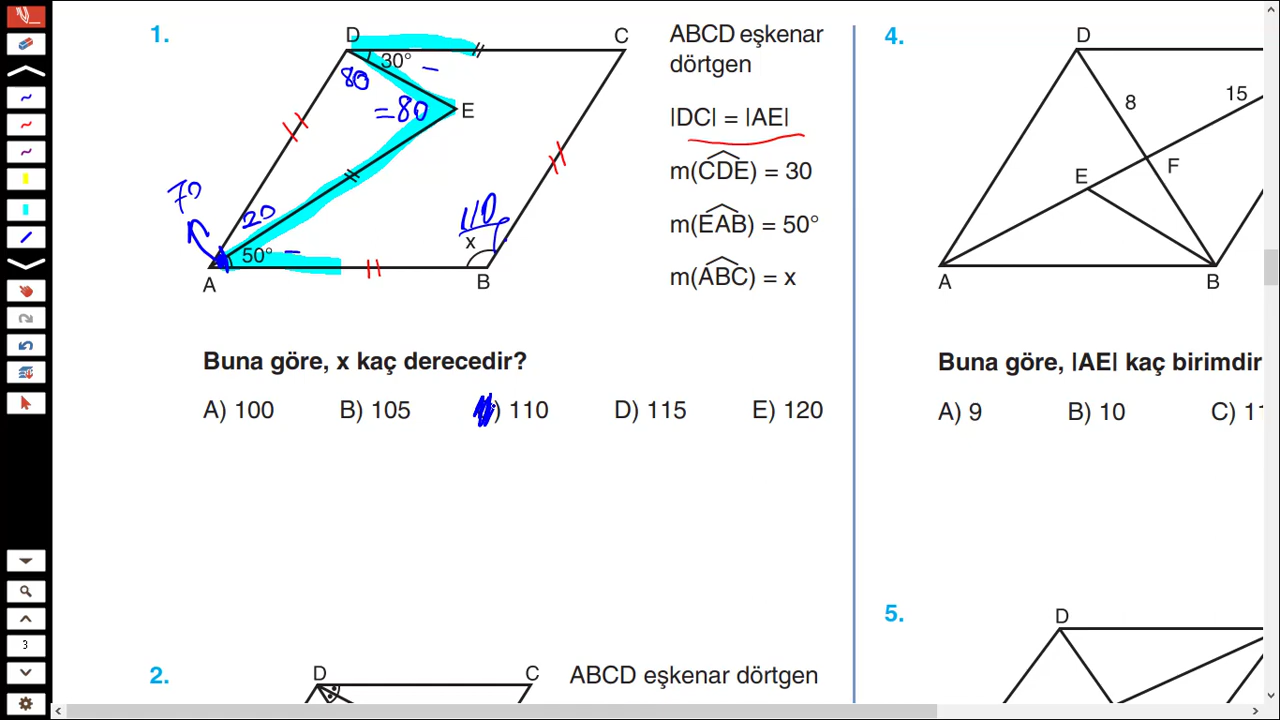 1.
D
C
30°
80
= 80
E
70
20
50°
110
x
A
B
ABCD eşkenar
dörtgen
|DC| = |AE|
m(CDE) = 30
m(EAB) = 50°
m(ABC) = x
Buna göre, x kaç derecedir?
A) 100 B) 105 ) 110 D) 115 E) 120
4.
D
8
15
E
F
A
B
Buna göre, |AE| kaç birimdir
A) 9 B) 10 C) 11
2.
D
C
ABCD eşkenar dörtgen
5.
D
3